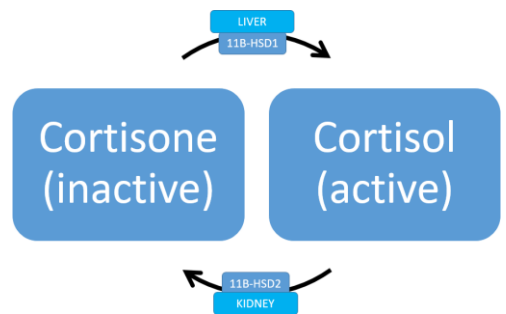 LIVER
11B-HSD1
Cortisone
(inactive)
Cortisol
(active)
11B-HSD2
KIDNEY